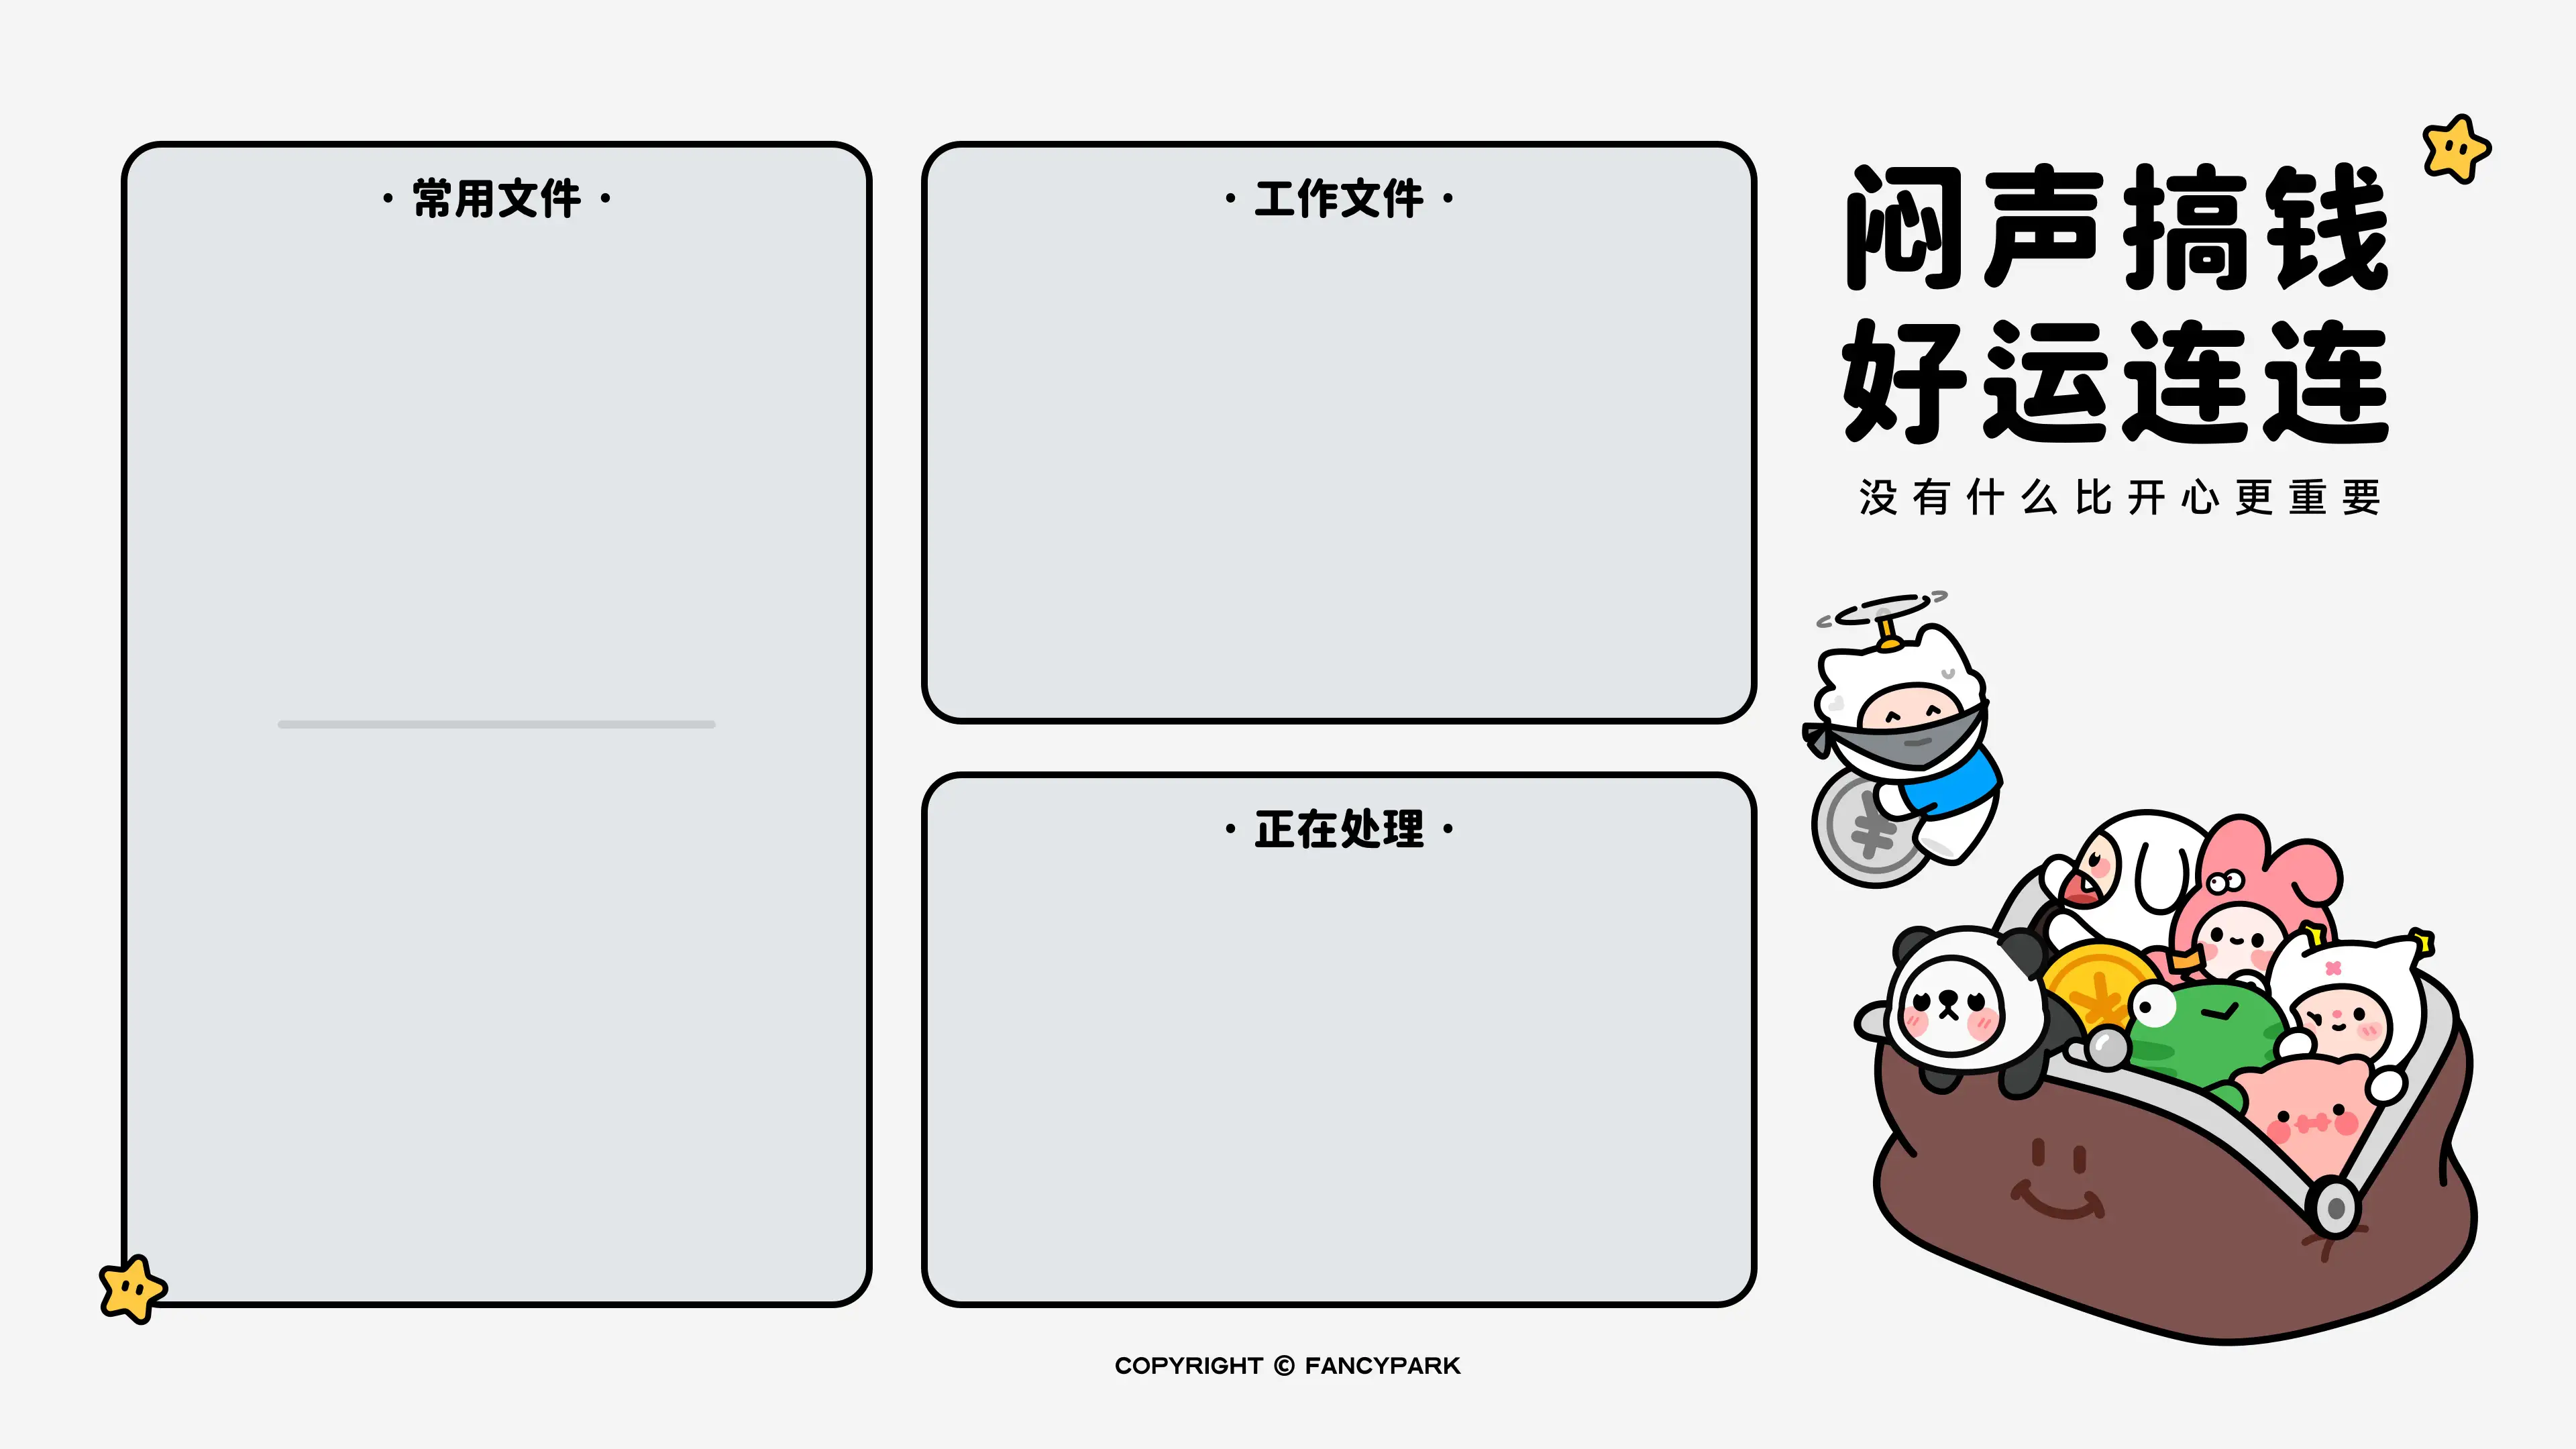 · 常用文件 ·
· 工作文件 ·
· 正在处理 ·
闷声搞钱
好运连连
没有什么比开心更重要
¥
COPYRIGHT © FANCYPARK